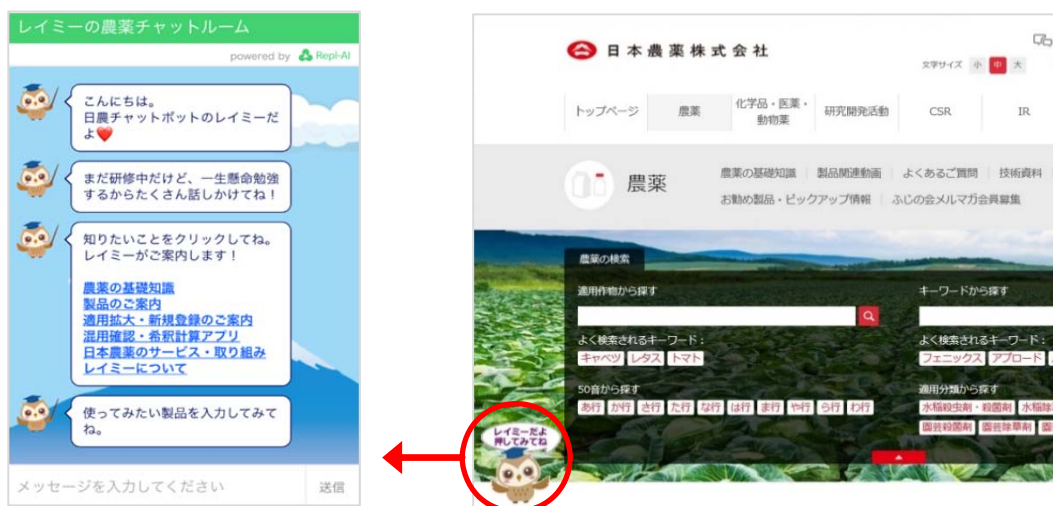 レイミーの農薬チャットルーム
powered by Repl-AI
こんにちは。
日農チャットボットのレイミーだ
よ❤️
まだ研修中だけど、一生懸命勉強
するからたくさん話しかけてね！
知りたいことをクリックしてね。
レイミーがご案内します！
農薬の基礎知識
製品のご案内
適用拡大・新規登録のご案内
混用確認・希釈計算アプリ
日本農薬のサービス・取り組み
レイミーについて
使ってみたい製品を入力してみて
ね。
メッセージを入力してください 送信
日本農薬株式会社
文字サイズ 小 中 大
トップページ 農薬 化学品・医薬・
動物薬 研究開発活動 CSR IR
農薬
農薬の基礎知識 製品関連動画 よくあるご質問 技術資料
お勧め製品・ピックアップ情報 ふじの会メルマガ会員募集
農薬の検索
適用作物から探す キーワードから探す
よく検索されるキーワード： よく検索されるキーワード：
キャベツ レタス トマト フェニックス アプロード
50音から探す 適用分類から探す
あ行 か行 さ行 た行 な行 は行 ま行 や行 ら行 わ行 水稲殺虫剤・殺菌剤 水稲除
園芸殺菌剤 園芸除草剤 園
レイミーだよ
押してみてね